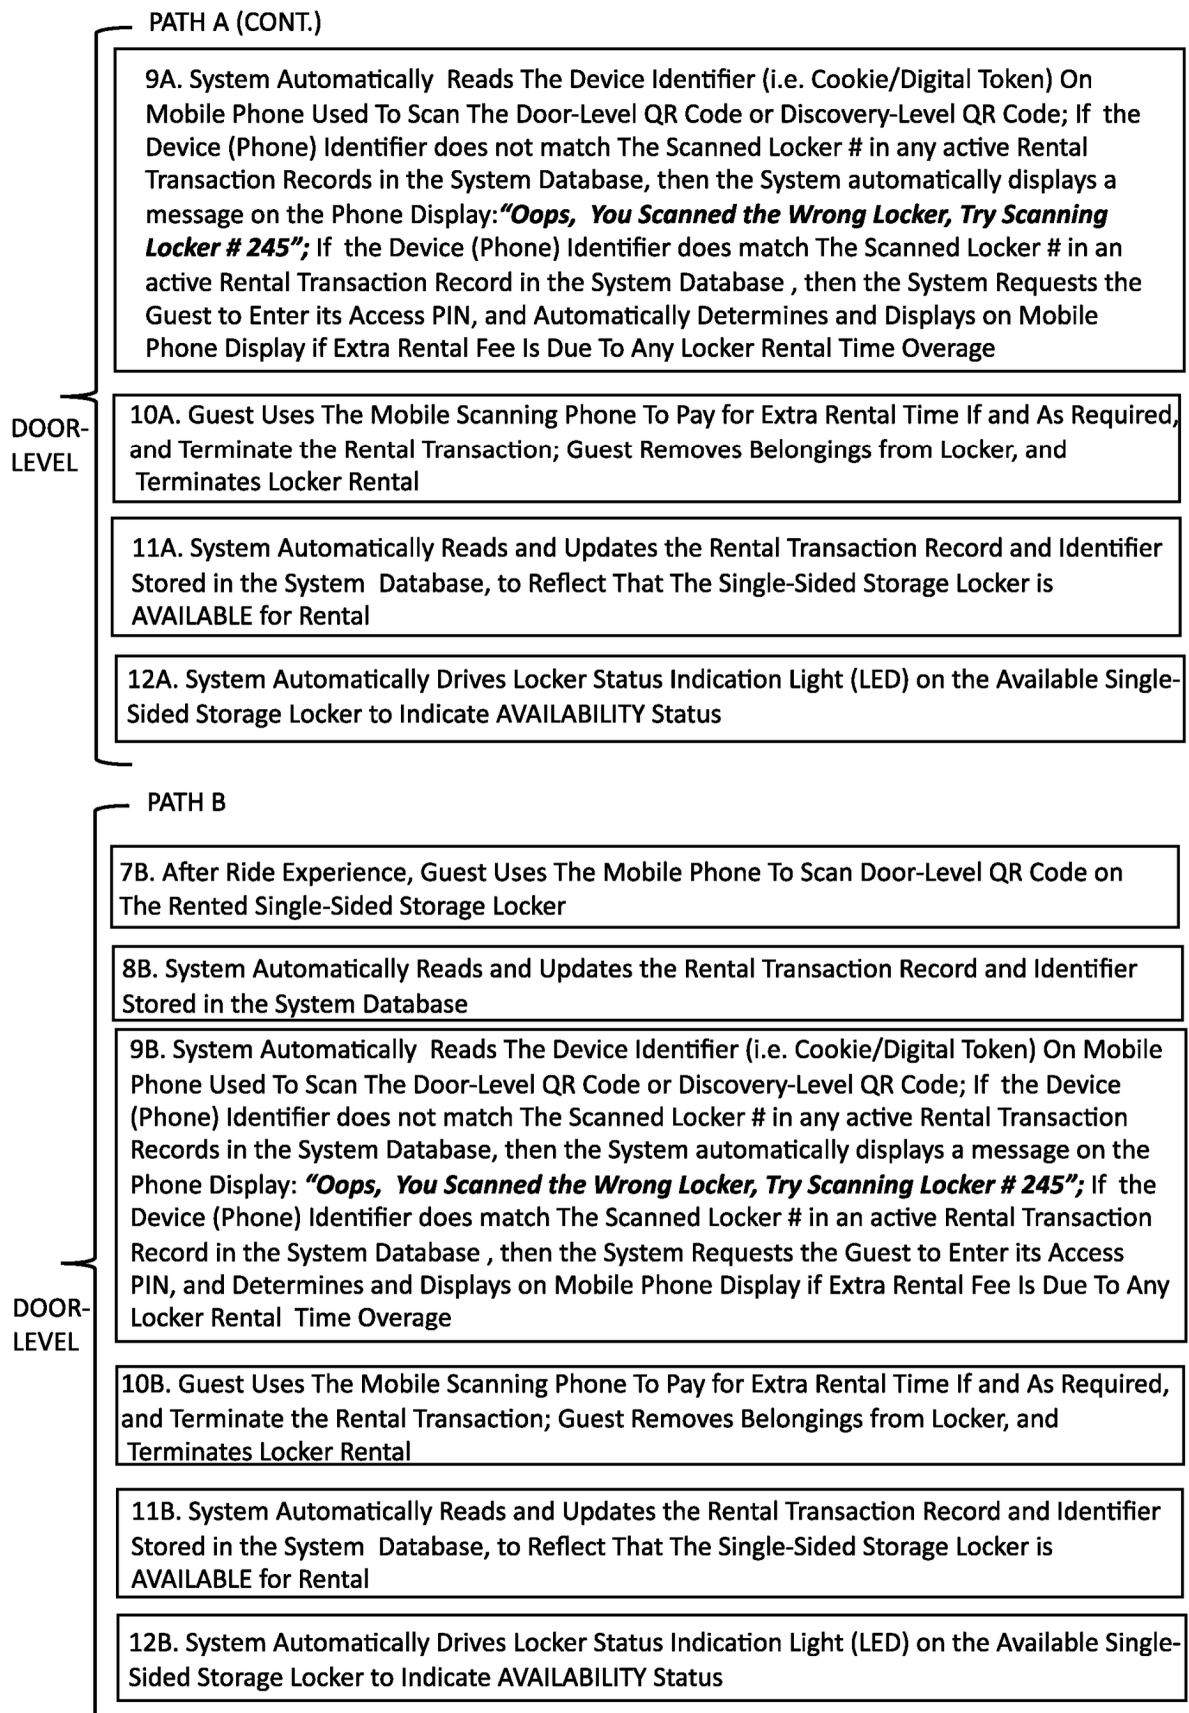 PATH A (CONT.)
9A. System Automatically  Reads The Device Identifier (i.e. Cookie/Digital Token) On
Mobile Phone Used To Scan The Door-Level QR Code or Discovery-Level QR Code; If  the
Device (Phone) Identifier does not match The Scanned Locker # in any active Rental
Transaction Records in the System Database, then the System automatically displays a
message on the Phone Display:“Oops,  You Scanned the Wrong Locker, Try Scanning
Locker # 245”; If  the Device (Phone) Identifier does match The Scanned Locker # in an
active Rental Transaction Record in the System Database , then the System Requests the
Guest to Enter its Access PIN, and Automatically Determines and Displays on Mobile
Phone Display if Extra Rental Fee Is Due To Any Locker Rental Time Overage
DOOR-
LEVEL
10A. Guest Uses The Mobile Scanning Phone To Pay for Extra Rental Time If and As Required,
and Terminate the Rental Transaction; Guest Removes Belongings from Locker, and
Terminates Locker Rental
11A. System Automatically Reads and Updates the Rental Transaction Record and Identifier
Stored in the System  Database, to Reflect That The Single-Sided Storage Locker is
AVAILABLE for Rental
12A. System Automatically Drives Locker Status Indication Light (LED) on the Available Single-
Sided Storage Locker to Indicate AVAILABILITY Status
PATH B
7B. After Ride Experience, Guest Uses The Mobile Phone To Scan Door-Level QR Code on
The Rented Single-Sided Storage Locker
8B. System Automatically Reads and Updates the Rental Transaction Record and Identifier
Stored in the System Database
9B. System Automatically  Reads The Device Identifier (i.e. Cookie/Digital Token) On Mobile
Phone Used To Scan The Door-Level QR Code or Discovery-Level QR Code; If  the Device
(Phone) Identifier does not match The Scanned Locker # in any active Rental Transaction
Records in the System Database, then the System automatically displays a message on the
Phone Display: “Oops,  You Scanned the Wrong Locker, Try Scanning Locker # 245”; If  the
Device (Phone) Identifier does match The Scanned Locker # in an active Rental Transaction
Record in the System Database , then the System Requests the Guest to Enter its Access
PIN, and Determines and Displays on Mobile Phone Display if Extra Rental Fee Is Due To Any
Locker Rental  Time Overage
DOOR-
LEVEL
10B. Guest Uses The Mobile Scanning Phone To Pay for Extra Rental Time If and As Required,
and Terminate the Rental Transaction; Guest Removes Belongings from Locker, and
Terminates Locker Rental
11B. System Automatically Reads and Updates the Rental Transaction Record and Identifier
Stored in the System  Database, to Reflect That The Single-Sided Storage Locker is
AVAILABLE for Rental
12B. System Automatically Drives Locker Status Indication Light (LED) on the Available Single-
Sided Storage Locker to Indicate AVAILABILITY Status